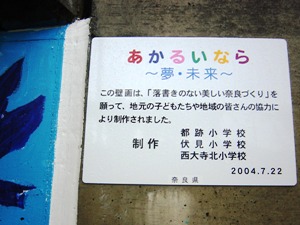 あかるいなら
～夢・未来～
この壁画は、「落書きのない美しい奈良づくり」を
願って、地元の子どもたちや地域の皆さんの協力に
より制作されました。
制作
都跡小学校
伏見小学校
西大寺北小学校
2004.7.22
奈良県